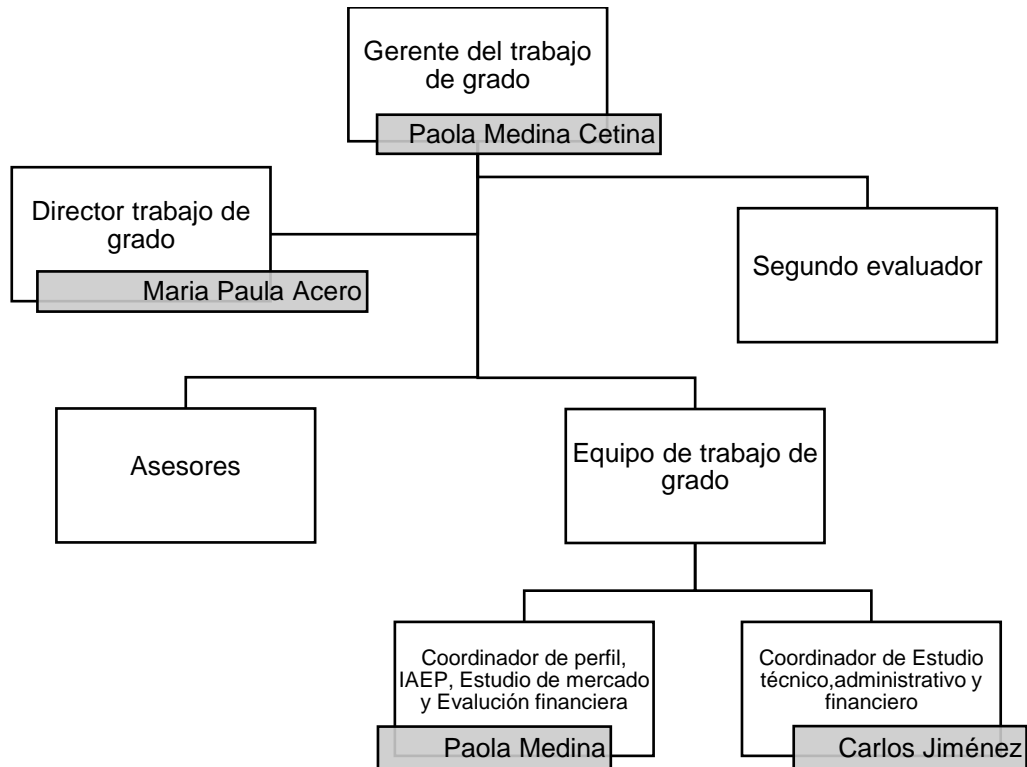 Gerente del trabajo
de grado
Paola Medina Cetina
Director trabajo de
grado
Maria Paula Acero
Segundo evaluador
Asesores
Equipo de trabajo de
grado
Coordinador de perfil,
IAEP, Estudio de mercado
y Evalución financiera
Paola Medina
Coordinador de Estudio
técnico,administrativo y
financiero
Carlos Jiménez